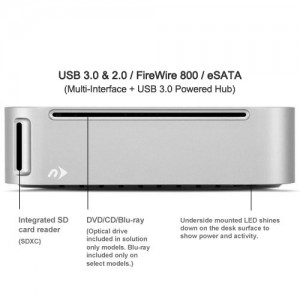 USB 3.0 & 2.0 / FireWire 800 / eSATA
(Multi-Interface + USB 3.0 Powered Hub)
Integrated SD
card reader
(SDXC)
DVD/CD/Blu-ray
(Optical drive
included in solution
only models. Blu-ray
included only on
select models.)
Underside mounted LED shines
down on the desk surface to
show power and activity.